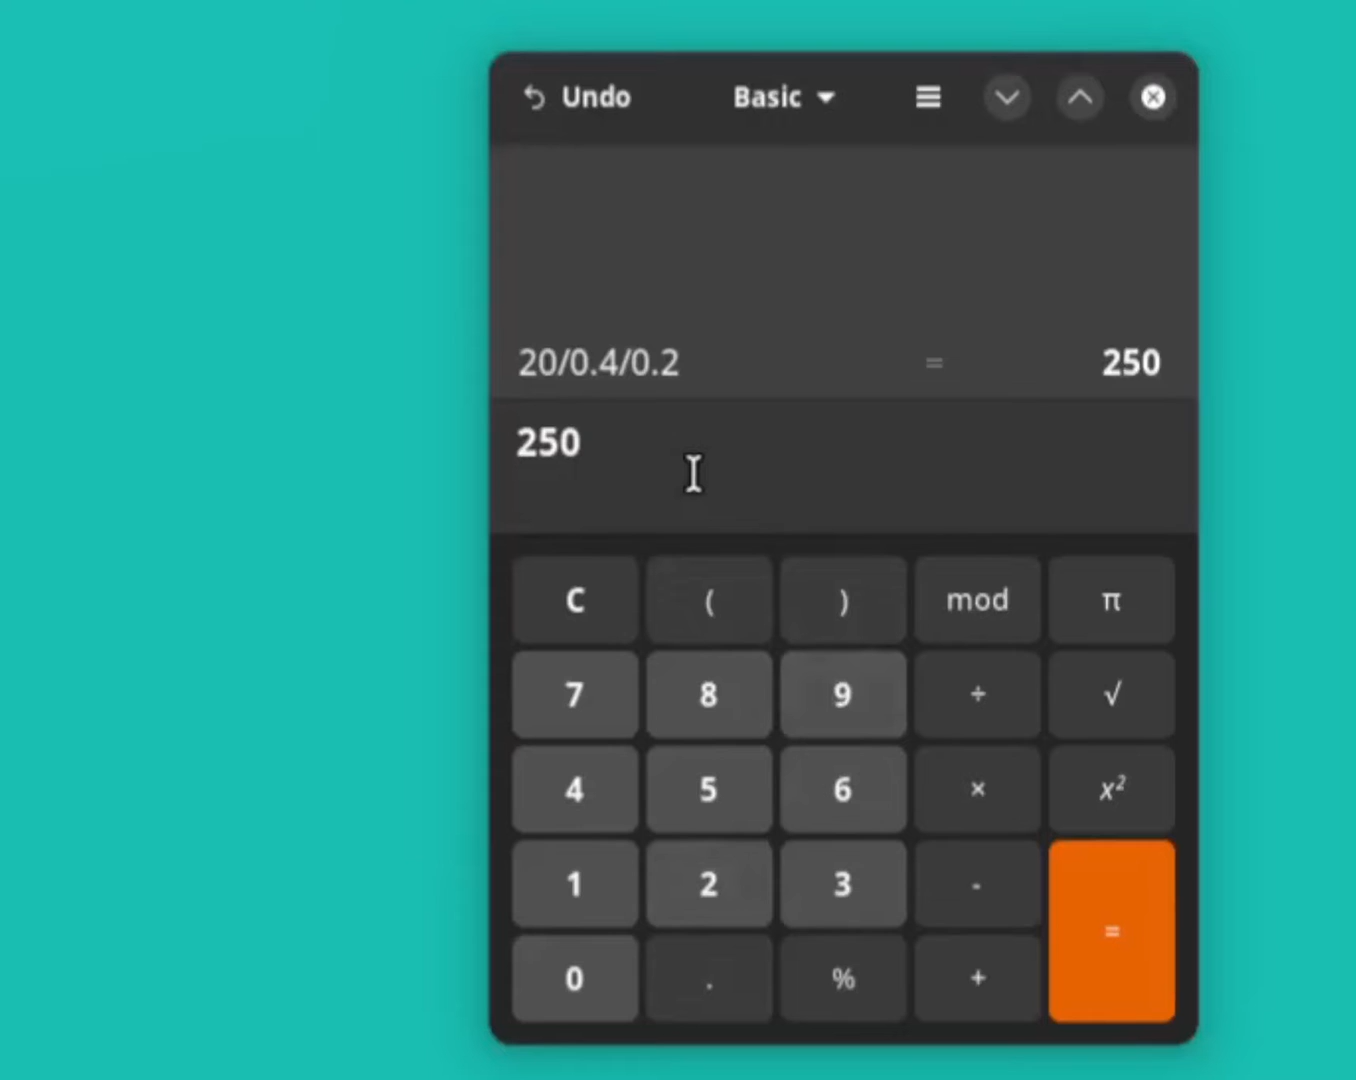 Undo Basic
20/0.4/0.2 = 250
250
C ( ) mod π
7 8 9 ÷ √
4 5 6 × x²
1 2 3 -
=
0 . % +